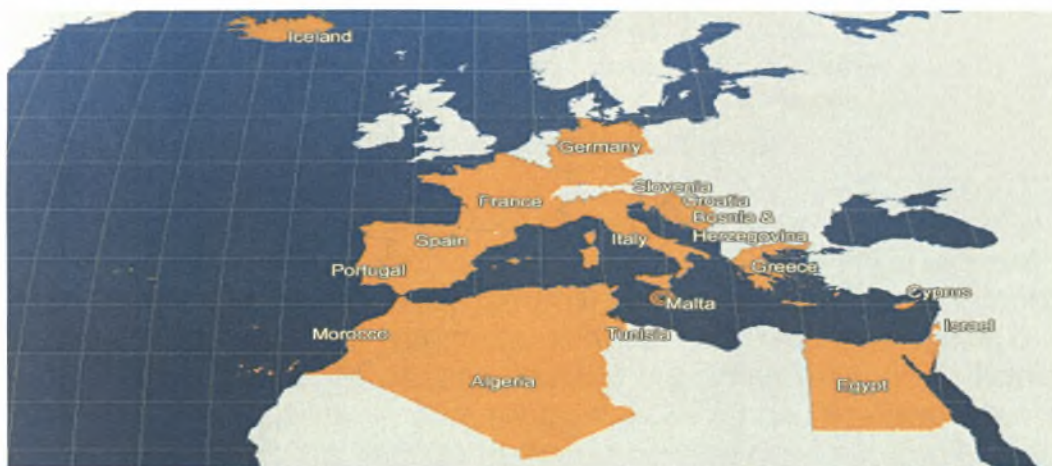 Iceland
Germany
Slovenia
France
Croatia
Bosnia &
Herzegovina
Spain
Italy
Portugal
Greece
Cyprus
Malta
Morocco
Tunisia
Israel
Algeria
Egypt